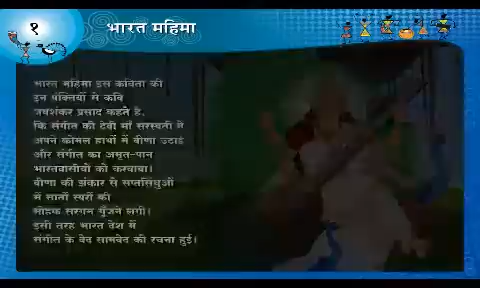 १
भारत महिमा
भारत महिमा इस कविता की
इन पंक्तियों से कवि
जयशंकर प्रसाद कहते है,
कि संगीत की देवी माँ सरस्वती ने
अपने कोमल हाथों में वीणा उठाई
और संगीत का अमृत-पान
भारतवासीयों को करवाया।
वीणा की झंकार से सप्तसिंधुओं
में सातों स्वरों की
मोहक सरगम गूँजने लगी।
इसी तरह भारत देश में
संगीत के वेद सामवेद की रचना हुई।